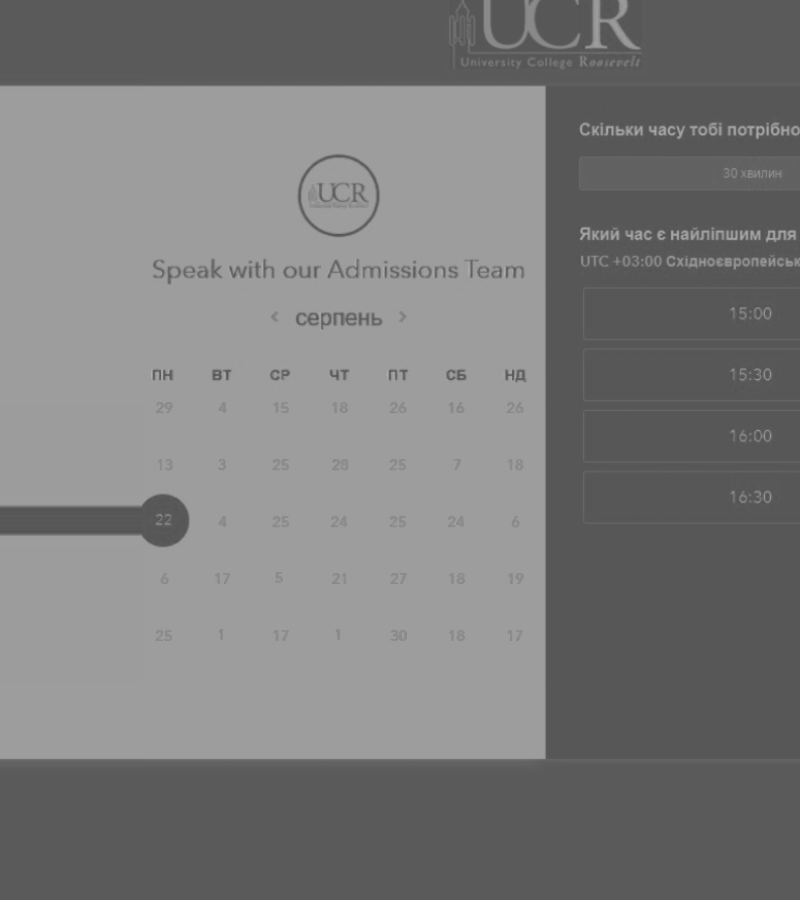 UCR
University College Roosevelt
UCR
Speak with our Admissions Team
< серпень >
ПН ВТ СР ЧТ ПТ СБ НД
29 4 15 18 26 16 26
13 3 25 28 25 7 18
22 4 25 24 25 24 6
6 17 5 21 27 18 19
25 1 17 1 30 18 17
Скільки часу тобі потрібно
30 хвилин
Який час є найліпшим для
UTC +03:00 Східноєвропейськ
15:00
15:30
16:00
16:30